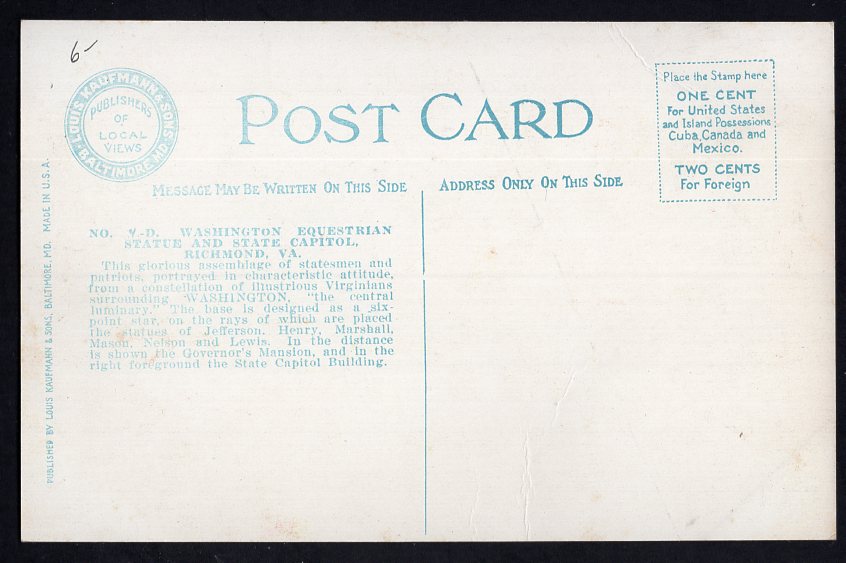 6-
LOUIS KAUFMANN & SONS
BALTIMORE, MD.
PUBLISHERS
OF
LOCAL
VIEWS
POST CARD
Place the Stamp here
ONE CENT
For United States
and Island Possessions
Cuba, Canada and
Mexico.
TWO CENTS
For Foreign
MESSAGE MAY BE WRITTEN ON THIS SIDE
ADDRESS ONLY ON THIS SIDE
NO. V.-D. WASHINGTON EQUESTRIAN
STATUE AND STATE CAPITOL,
RICHMOND, VA.
This glorious assemblage of statesmen and
patriots, portrayed in characteristic attitude,
from a constellation of illustrious Virginians
surrounding WASHINGTON, "the central
luminary." The base is designed as a six-
point star, on the rays of which are placed
the statues of Jefferson. Henry, Marshall,
Mason, Nelson and Lewis. In the distance
is shown the Governor's Mansion, and in the
right foreground the State Capitol Building.
PUBLISHED BY LOUIS KAUFMANN & SONS, BALTIMORE, MD. MADE IN U.S.A.